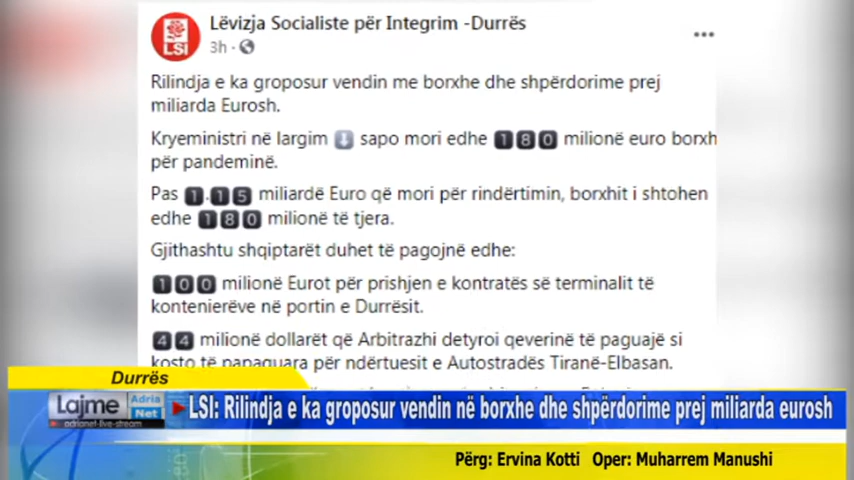 Lëvizja Socialiste për Integrim -Durrës
LSI
3h
Rilindja e ka groposur vendin me borxhe dhe shpërdorime prej
miliarda Eurosh.
Kryeministri në largim ⬇ sapo mori edhe 1 8 0 milionë euro borxh
për pandeminë.
Pas 1.1 5 miliardë Euro që mori për rindërtimin, borxhit i shtohen
edhe 1 8 0 milionë të tjera.
Gjithashtu shqiptarët duhet të pagojnë edhe:
1 0 0 milionë Eurot për prishjen e kontratës së terminalit të
kontenierëve në portin e Durrësit.
4 4 milionë dollarët që Arbitrazhi detyroi qeverinë të paguajë si
kosto të papaguara për ndërtuesit e Autostradës Tiranë-Elbasan.
Durrës
Lajme Adria Net
adrianet-live-stream
LSI: Rilindja e ka groposur vendin në borxhe dhe shpërdorime prej miliarda eurosh
Përg: Ervina Kotti Oper: Muharrem Manushi